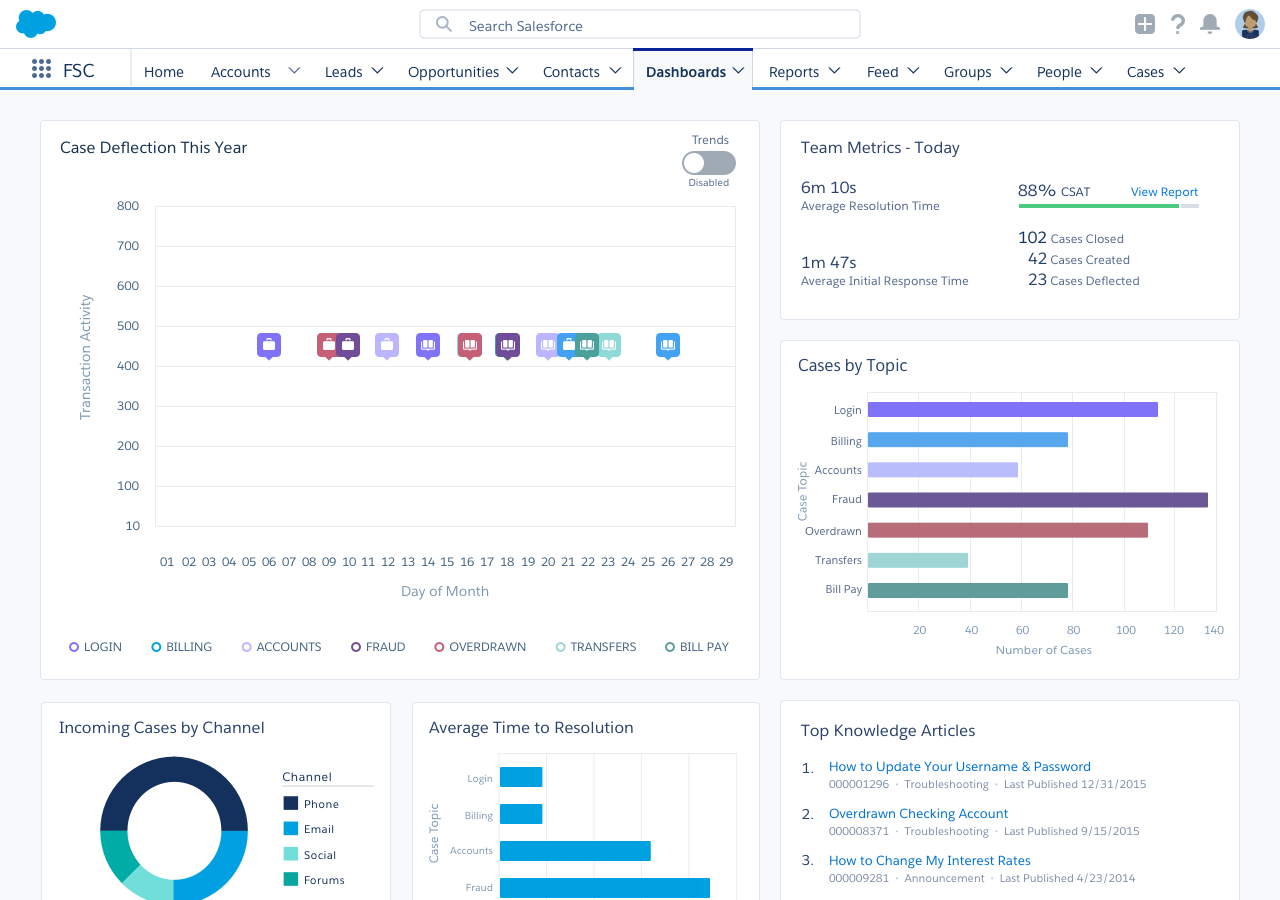 Search Salesforce
FSC
Home Accounts Leads Opportunities Contacts Dashboards Reports Feed Groups People Cases
Case Deflection This Year
Trends
Disabled
Transaction Activity
800
700
600
500
400
300
200
100
10
01 02 03 04 05 06 07 08 09 10 11 12 13 14 15 16 17 18 19 20 21 22 23 24 25 26 27 28 29
Day of Month
LOGIN BILLING ACCOUNTS FRAUD OVERDRAWN TRANSFERS BILL PAY
Team Metrics - Today
6m 10s
Average Resolution Time
1m 47s
Average Initial Response Time
88% CSAT View Report
102 Cases Closed
42 Cases Created
23 Cases Deflected
Cases by Topic
Case Topic
Login
Billing
Accounts
Fraud
Overdrawn
Transfers
Bill Pay
20 40 60 80 100 120 140
Number of Cases
Incoming Cases by Channel
Channel
Phone
Email
Social
Forums
Average Time to Resolution
Case Topic
Login
Billing
Accounts
Fraud
Top Knowledge Articles
1. How to Update Your Username & Password
000001296 · Troubleshooting · Last Published 12/31/2015
2. Overdrawn Checking Account
000008371 · Troubleshooting · Last Published 9/15/2015
3. How to Change My Interest Rates
000009281 · Announcement · Last Published 4/23/2014